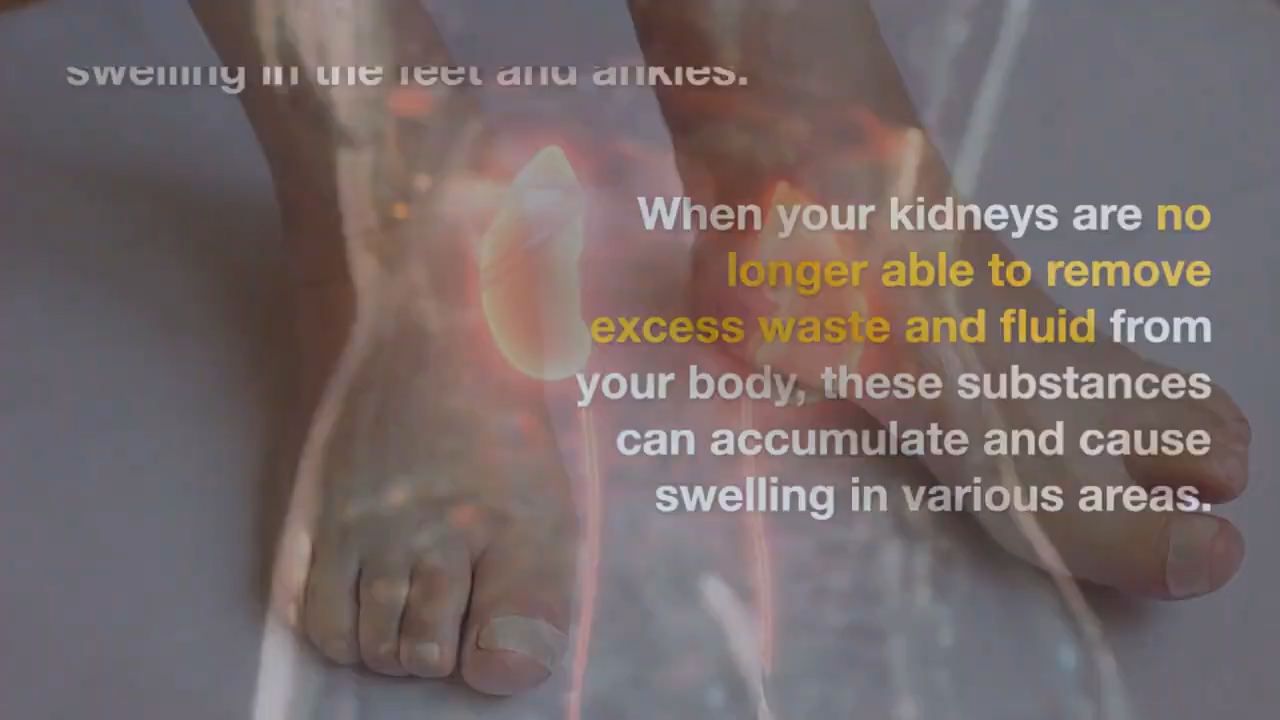 swelling in the feet and ankles.
When your kidneys are no
longer able to remove
excess waste and fluid from
your body, these substances
can accumulate and cause
swelling in various areas.